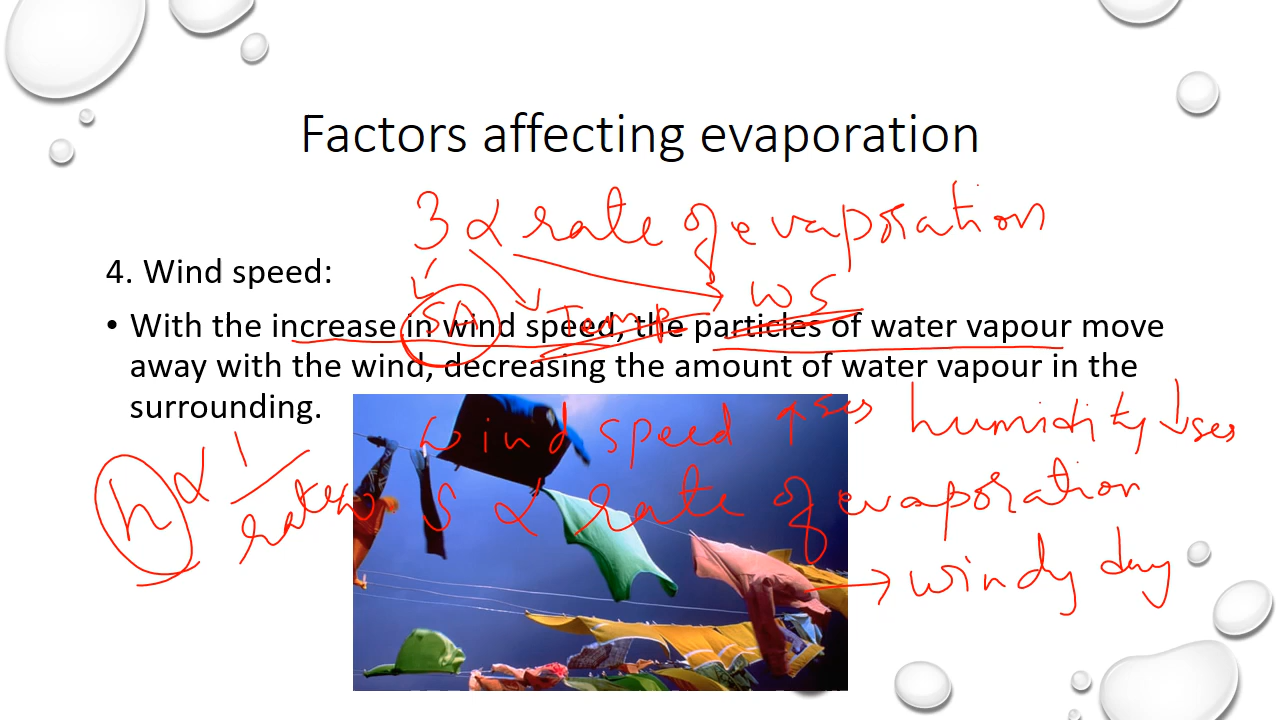 Factors affecting evaporation
3 ∝ rate of evaporation
4. Wind speed:
SA Temp WS
• With the increase in wind speed, the particles of water vapour move
away with the wind, decreasing the amount of water vapour in the
surrounding.
wind speed ↑ses humidity ↓ses
h ∝ 1/rate
w S ∝ rate of evaporation
→ windy day